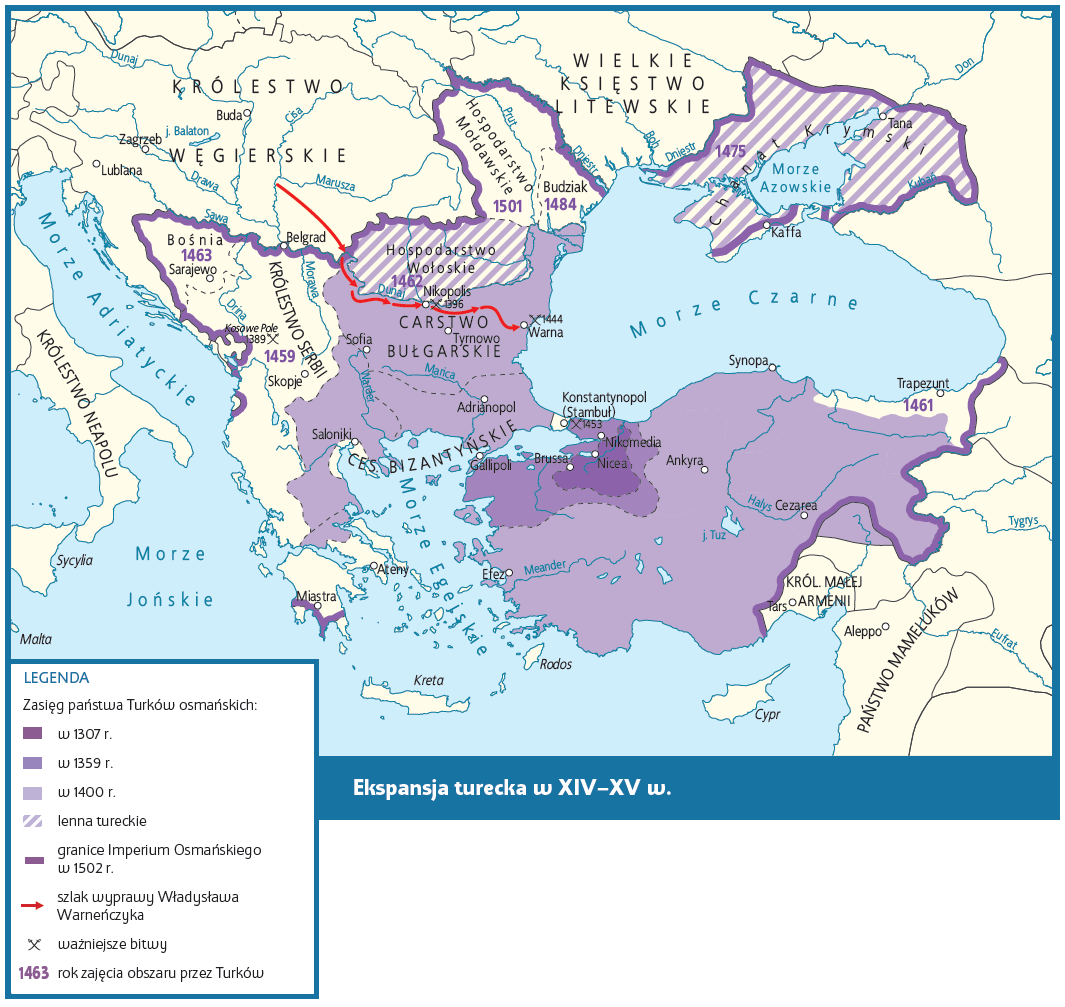 Dunaj
KRÓLESTWO
WĘGIERSKIE
Buda
Cisa
j. Balaton
Zagrzeb
Lublana
Drawa
Marusza
Sawa
WIELKIE
KSIĘSTWO
LITEWSKIE
Don
Hospodarstwo
Mołdawskie
1501
Prut
Boh
Dniestr
Dniestr
Budziak
1484
1475
Chanat Krymski
Tana
Morze
Azowskie
Kubań
Kaffa
Bośnia
1463
Sarajewo
Belgrad
Drina
Morawa
KRÓLESTWO SERBII
Kosowe Pole
1389
1459
Skopje
Hospodarstwo
Wołoskie
1462
Dunaj
Nikopolis
1396
CARSTWO
BUŁGARSKIE
Tyrnowo
1444
Warna
Sofia
Warder
Marica
Adrianopol
Morze Adriatyckie
KRÓLESTWO NEAPOLU
Morze Czarne
Synopa
Trapezunt
1461
Konstantynopol
(Stambuł)
1453
Nikomedia
Nicea
Brussa
Gallipoli
Saloniki
CES. BIZANTYŃSKIE
Ankyra
Halys
Cezarea
j. Tuz
Tygrys
Morze Egejskie
Efez
Meander
Ateny
Miastra
Sycylia
Morze
Jońskie
Malta
Kreta
Rodos
Cypr
KRÓL. MAŁEJ
ARMENII
Tars
Aleppo
PAŃSTWO MAMELUKÓW
Eufrat
LEGENDA
Zasięg państwa Turków osmańskich:
w 1307 r.
w 1359 r.
w 1400 r.
lenna tureckie
granice Imperium Osmańskiego
w 1502 r.
szlak wyprawy Władysława
Warneńczyka
ważniejsze bitwy
1463 rok zajęcia obszaru przez Turków
Ekspansja turecka w XIV–XV w.